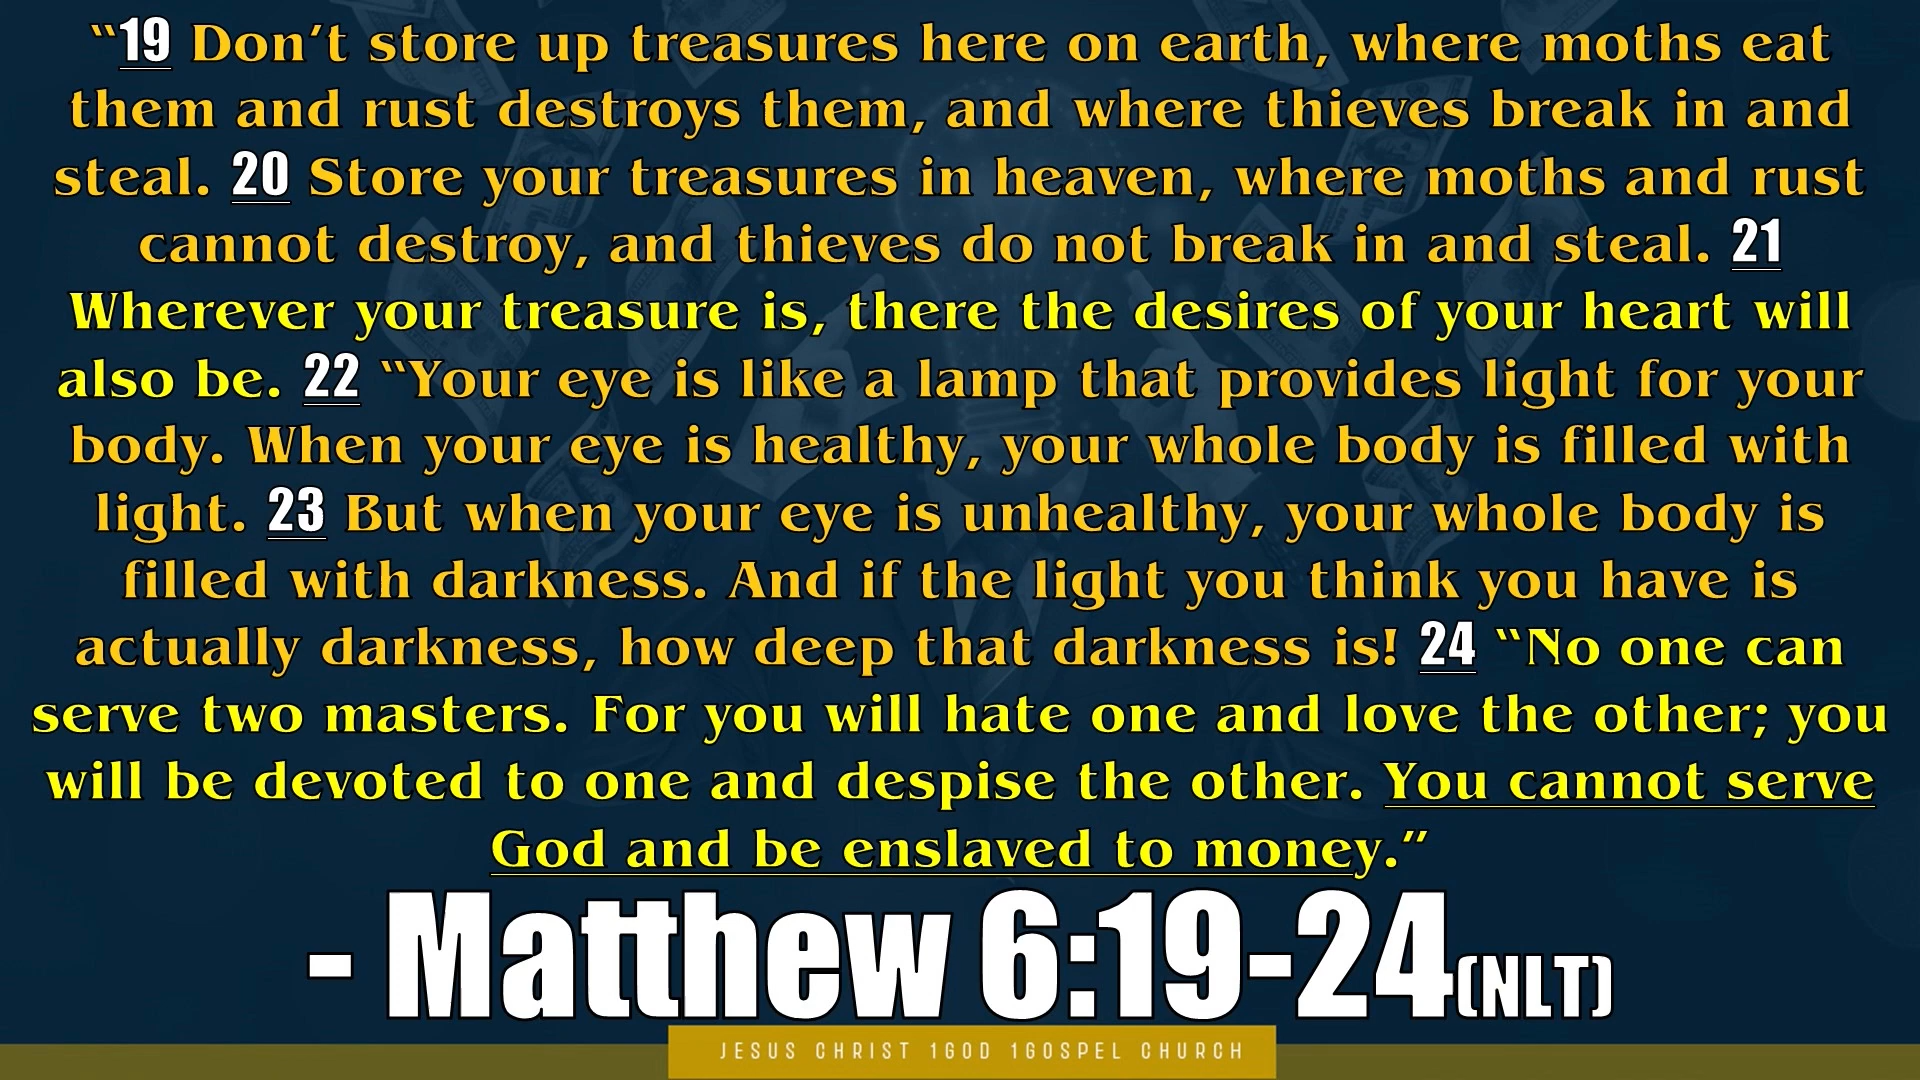 “19 Don’t store up treasures here on earth, where moths eat
them and rust destroys them, and where thieves break in and
steal. 20 Store your treasures in heaven, where moths and rust
cannot destroy, and thieves do not break in and steal. 21
Wherever your treasure is, there the desires of your heart will
also be. 22 “Your eye is like a lamp that provides light for your
body. When your eye is healthy, your whole body is filled with
light. 23 But when your eye is unhealthy, your whole body is
filled with darkness. And if the light you think you have is
actually darkness, how deep that darkness is! 24 “No one can
serve two masters. For you will hate one and love the other; you
will be devoted to one and despise the other. You cannot serve
God and be enslaved to money.”
- Matthew 6:19-24(NLT)
JESUS CHRIST 1GOD 1GOSPEL CHURCH